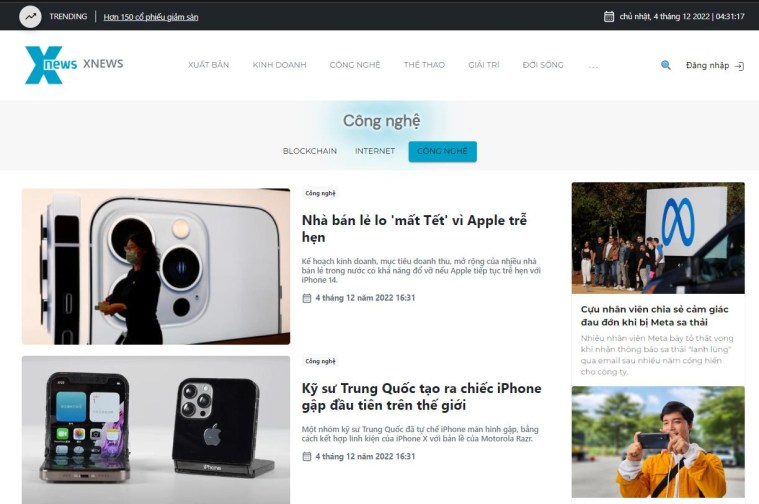 TRENDING
Hơn 150 cổ phiếu giảm sàn
chủ nhật, 4 tháng 12 2022 | 04:31:17
Xnews
XNEWS
XUẤT BẢN
KINH DOANH
CÔNG NGHỆ
THỂ THAO
GIẢI TRÍ
ĐỜI SỐNG
...
Đăng nhập
Công nghệ
BLOCKCHAIN
INTERNET
CÔNG NGHỆ
Công nghệ
Nhà bán lẻ lo 'mất Tết' vì Apple trễ
hẹn
Kế hoạch kinh doanh, mục tiêu doanh thu, mở rộng của nhiều nhà
bán lẻ trong nước có khả năng đổ vỡ nếu Apple tiếp tục trễ hẹn với
iPhone 14.
4 tháng 12 năm 2022 16:31
Công nghệ
Kỹ sư Trung Quốc tạo ra chiếc iPhone
gập đầu tiên trên thế giới
Một nhóm kỹ sư Trung Quốc đã tự chế iPhone màn hình gập, bằng
cách kết hợp linh kiện của iPhone X với bản lề của Motorola Razr.
4 tháng 12 năm 2022 16:31
iPhone
Cựu nhân viên chia sẻ cảm giác
đau đớn khi bị Meta sa thải
Nhiều nhân viên Meta bày tỏ thất vọng
khi nhận thông báo sa thải "lạnh lùng"
qua email sau nhiều năm cống hiến
cho công ty.